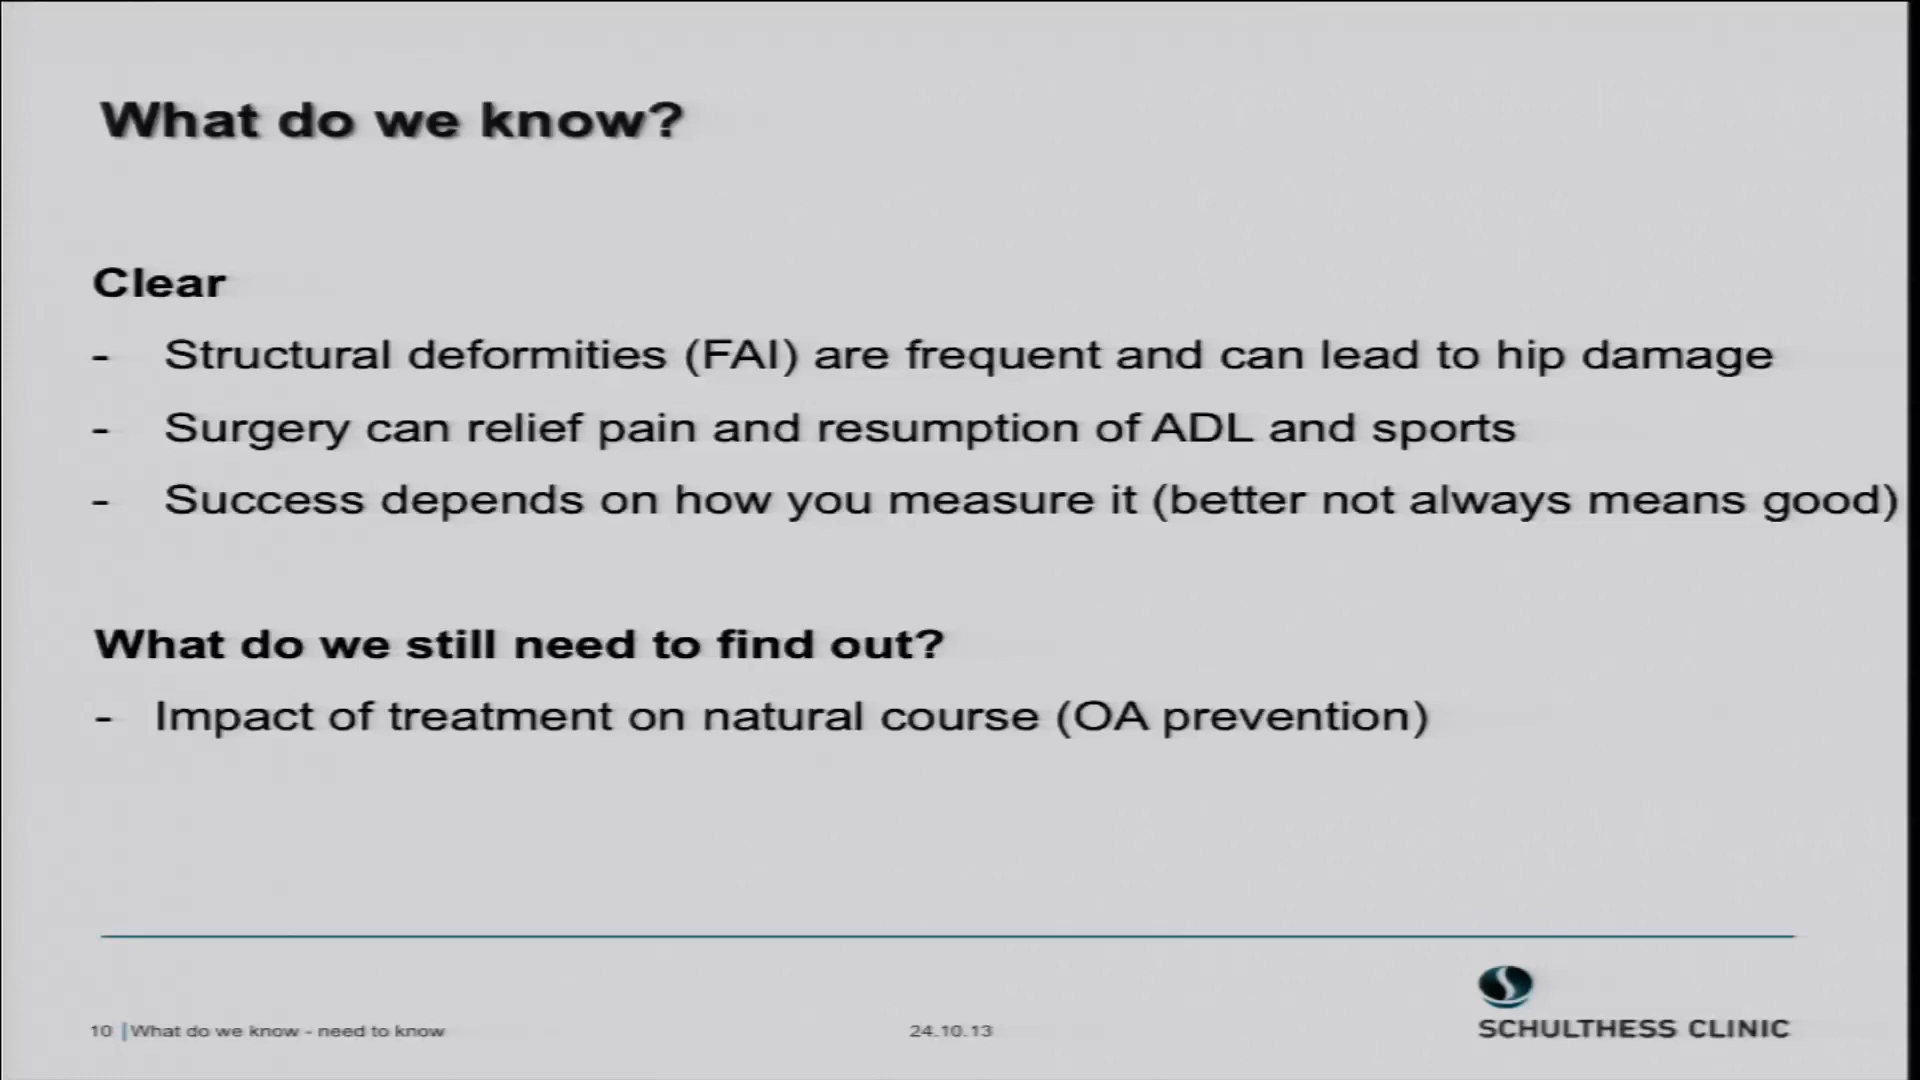 What do we know?
Clear
- Structural deformities (FAI) are frequent and can lead to hip damage
- Surgery can relief pain and resumption of ADL and sports
- Success depends on how you measure it (better not always means good)
What do we still need to find out?
- Impact of treatment on natural course (OA prevention)
10 | What do we know - need to know
24.10.13
SCHULTHESS CLINIC